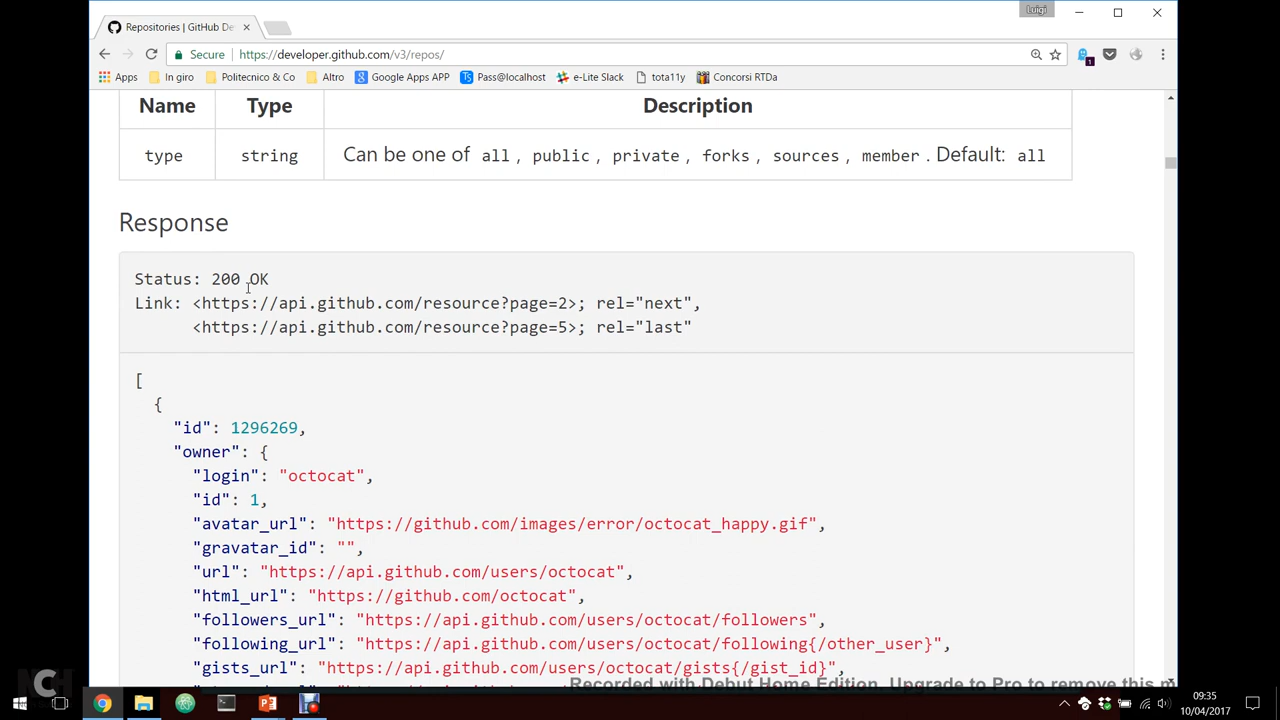 Luigi
Repositories | GitHub De
Secure https://developer.github.com/v3/repos/
1
Apps In giro Politecnico & Co Altro Google Apps APP Pass@localhost e-Lite Slack tota11y Concorsi RTDa
Name Type Description
type string Can be one of all, public, private, forks, sources, member. Default: all
Response
Status: 200 OK
Link: <https://api.github.com/resource?page=2>; rel="next",
<https://api.github.com/resource?page=5>; rel="last"
[
{
"id": 1296269,
"owner": {
"login": "octocat",
"id": 1,
"avatar_url": "https://github.com/images/error/octocat_happy.gif",
"gravatar_id": "",
"url": "https://api.github.com/users/octocat",
"html_url": "https://github.com/octocat",
"followers_url": "https://api.github.com/users/octocat/followers",
"following_url": "https://api.github.com/users/octocat/following{/other_user}",
"gists_url": "https://api.github.com/users/octocat/gists{/gist_id}",
Recorded with Debut Home Edition. Upgrade to Pro to remove this m
NCH
09:35
10/04/2017